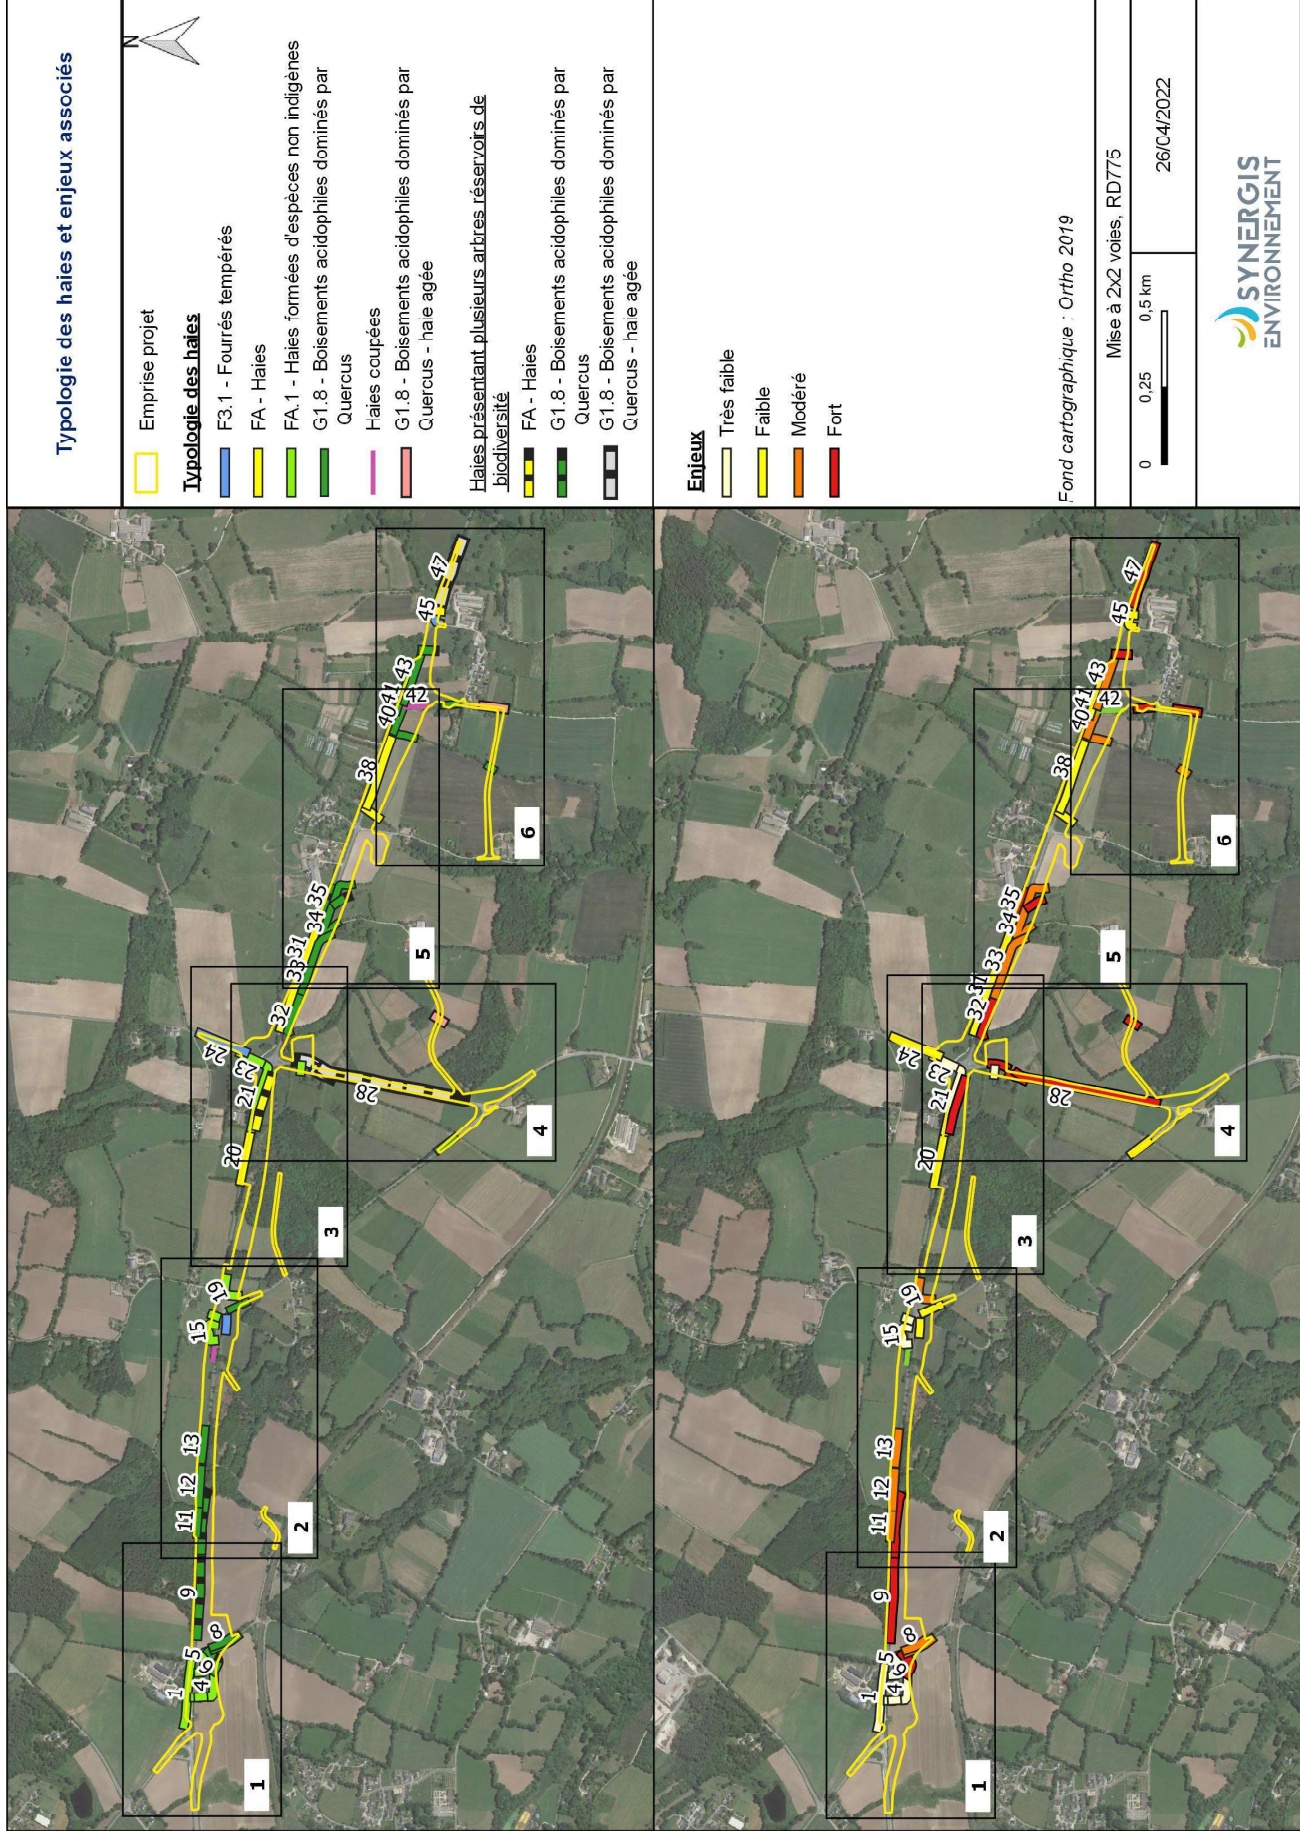 Typologie des haies et enjeux associés
N
Emprise projet
Typologie des haies
F3.1 - Fourrés tempérés
FA - Haies
FA.1 - Haies formées d'espèces non indigènes
G1.8 - Boisements acidophiles dominés par
Quercus
Haies coupées
G1.8 - Boisements acidophiles dominés par
Quercus - haie agée
Haies présentant plusieurs arbres réservoirs de
biodiversité
FA - Haies
G1.8 - Boisements acidophiles dominés par
Quercus
G1.8 - Boisements acidophiles dominés par
Quercus - haie agée
Enjeux
Très faible
Faible
Modéré
Fort
Fond cartographique : Ortho 2019
Mise à 2x2 voies, RD775
0
0,25
0,5 km
26/04/2022
SYNERGIS
ENVIRONNEMENT
1
4
5
6
8
9
11
12
13
15
19
20
21
23
24
28
32
33
31
34
35
38
40
41
42
43
45
47
1
2
3
4
5
6
1
4
5
6
8
9
11
12
13
15
19
20
21
23
24
28
32
31
33
34
35
38
40
41
42
43
45
47
1
2
3
4
5
6